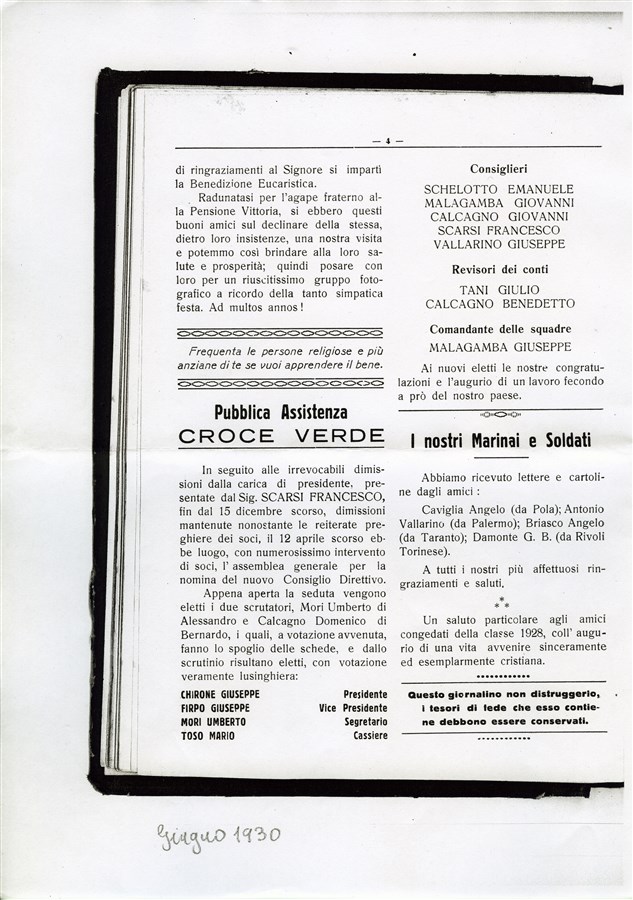 — 4 —
di ringraziamenti al Signore si impartì
la Benedizione Eucaristica.
Radunatasi per l'agape fraterno al-
la Pensione Vittoria, si ebbero questi
buoni amici sul declinare della stessa,
dietro loro insistenze, una nostra visita
e potemmo così brindare alla loro sa-
lute e prosperità; quindi posare con
loro per un riuscitissimo gruppo foto-
grafico a ricordo della tanto simpatica
festa. Ad multos annos!
Frequenta le persone religiose e più
anziane di te se vuoi apprendere il bene.
Pubblica Assistenza
CROCE VERDE
In seguito alle irrevocabili dimis-
sioni dalla carica di presidente, pre-
sentate dal Sig. SCARSI FRANCESCO,
fin dal 15 dicembre scorso, dimissioni
mantenute nonostante le reiterate pre-
ghiere dei soci, il 12 aprile scorso eb-
be luogo, con numerosissimo intervento
di soci, l' assemblea generale per la
nomina del nuovo Consiglio Direttivo.
Appena aperta la seduta vengono
eletti i due scrutatori, Mori Umberto di
Alessandro e Calcagno Domenico di
Bernardo, i quali, a votazione avvenuta,
fanno lo spoglio delle schede, e dallo
scrutinio risultano eletti, con votazione
veramente lusinghiera:
CHIRONE GIUSEPPE Presidente
FIRPO GIUSEPPE Vice Presidente
MORI UMBERTO Segretario
TOSO MARIO Cassiere
Consiglieri
SCHELOTTO EMANUELE
MALAGAMBA GIOVANNI
CALCAGNO GIOVANNI
SCARSI FRANCESCO
VALLARINO GIUSEPPE
Revisori dei conti
TANI GIULIO
CALCAGNO BENEDETTO
Comandante delle squadre
MALAGAMBA GIUSEPPE
Ai nuovi eletti le nostre congratu-
lazioni e l'augurio di un lavoro fecondo
a prò del nostro paese.
I nostri Marinai e Soldati
Abbiamo ricevuto lettere e cartoli-
ne dagli amici :
Caviglia Angelo (da Pola); Antonio
Vallarino (da Palermo); Briasco Angelo
(da Taranto); Damonte G. B. (da Rivoli
Torinese).
A tutti i nostri più affettuosi rin-
graziamenti e saluti.
*
* *
Un saluto particolare agli amici
congedati della classe 1928, coll' augu-
rio di una vita avvenire sinceramente
ed esemplarmente cristiana.
Questo giornalino non distruggerlo,
i tesori di fede che esso contie-
ne debbono essere conservati.
Giugno 1930